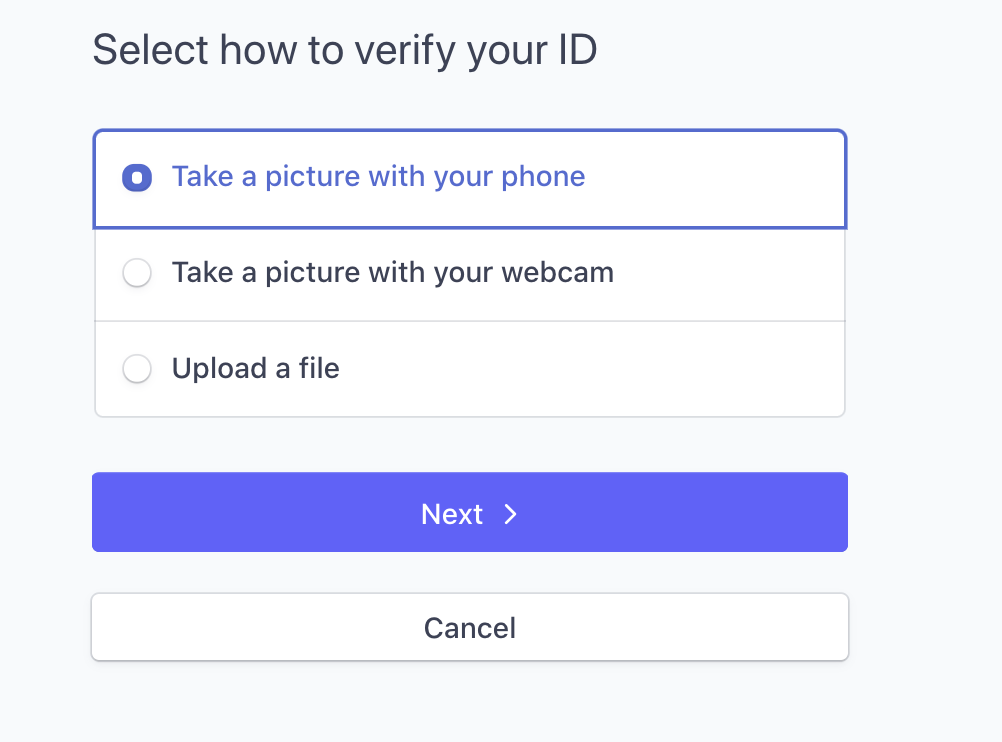 Select how to verify your ID
Take a picture with your phone
Take a picture with your webcam
Upload a file
Next
Cancel